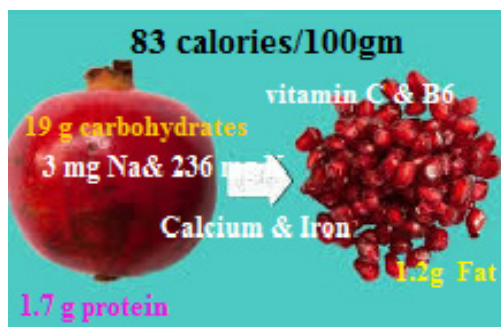 83 calories/100gm
vitamin C & B6
19 g carbohydrates
3 mg Na& 236 mg
Calcium & Iron
1.2g Fat
1.7 g protein